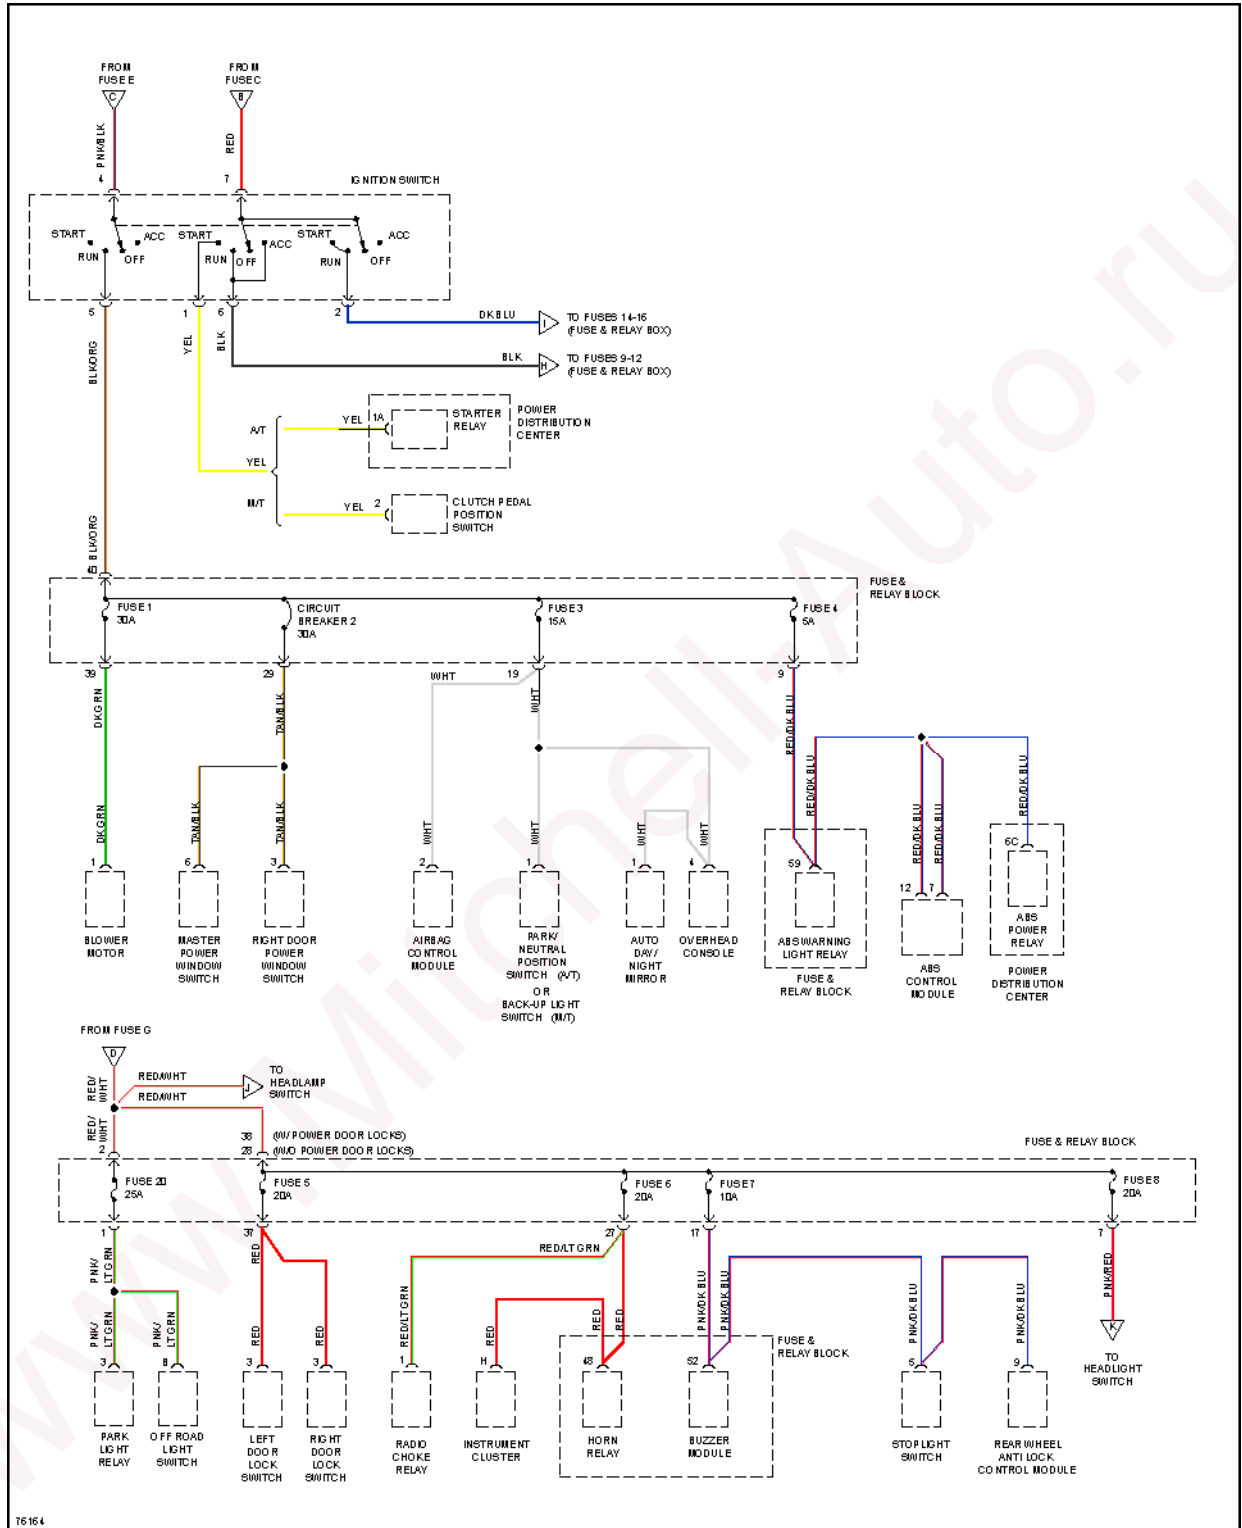 FROM FUSE E
FROM FUSE C
C
B
PNK/BLK
RED
4
7
IGNITION SWITCH
START
ACC
RUN
OFF
START
ACC
RUN
OFF
START
ACC
RUN
OFF
5
1
6
2
DK BLU
I
TO FUSES 14-16
(FUSE & RELAY BOX)
BLK/ORG
YEL
BLK
BLK
H
TO FUSES 9-12
(FUSE & RELAY BOX)
A/T
YEL
1A
STARTER RELAY
POWER DISTRIBUTION CENTER
YEL
M/T
YEL
2
CLUTCH PEDAL POSITION SWITCH
BLK/ORG
40
FUSE & RELAY BLOCK
FUSE 1
30A
CIRCUIT BREAKER 2
30A
FUSE 3
15A
FUSE 4
5A
39
29
WHT
19
9
DK GRN
TAN/BLK
WHT
RED/DK BLU
RED/DK BLU
DK GRN
TAN/BLK
TAN/BLK
WHT
WHT
WHT
WHT
RED/DK BLU
RED/DK BLU
RED/DK BLU
1
6
3
2
1
1
4
59
12
7
6C
BLOWER MOTOR
MASTER POWER WINDOW SWITCH
RIGHT DOOR POWER WINDOW SWITCH
AIRBAG CONTROL MODULE
PARK/ NEUTRAL POSITION SWITCH (A/T)
OR
BACK-UP LIGHT SWITCH (M/T)
AUTO DAY/ NIGHT MIRROR
OVERHEAD CONSOLE
ABS WARNING LIGHT RELAY
FUSE & RELAY BLOCK
ABS CONTROL MODULE
ABS POWER RELAY
POWER DISTRIBUTION CENTER
FROM FUSE G
D
RED/ WHT
RED/WHT
J
TO HEADLAMP SWITCH
RED/WHT
RED/ WHT
2
38 (W/ POWER DOOR LOCKS)
28 (W/O POWER DOOR LOCKS)
FUSE & RELAY BLOCK
FUSE 20
25A
FUSE 5
20A
FUSE 6
20A
FUSE 7
10A
FUSE 8
20A
1
37
27
17
7
RED/LT GRN
PNK/ LT GRN
RED
PNK/RED
PNK/ LT GRN
PNK/ LT GRN
RED
RED
RED/LT GRN
RED
RED
RED
PNK/DK BLU
PNK/DK BLU
PNK/DK BLU
PNK/DK BLU
FUSE & RELAY BLOCK
K
TO HEADLIGHT SWITCH
3
8
3
3
1
H
48
52
5
9
PARK LIGHT RELAY
OFF ROAD LIGHT SWITCH
LEFT DOOR LOCK SWITCH
RIGHT DOOR LOCK SWITCH
RADIO CHOKE RELAY
INSTRUMENT CLUSTER
HORN RELAY
BUZZER MODULE
STOPLIGHT SWITCH
REAR WHEEL ANTI LOCK CONTROL MODULE
76164
www.Mitchell-Auto.ru